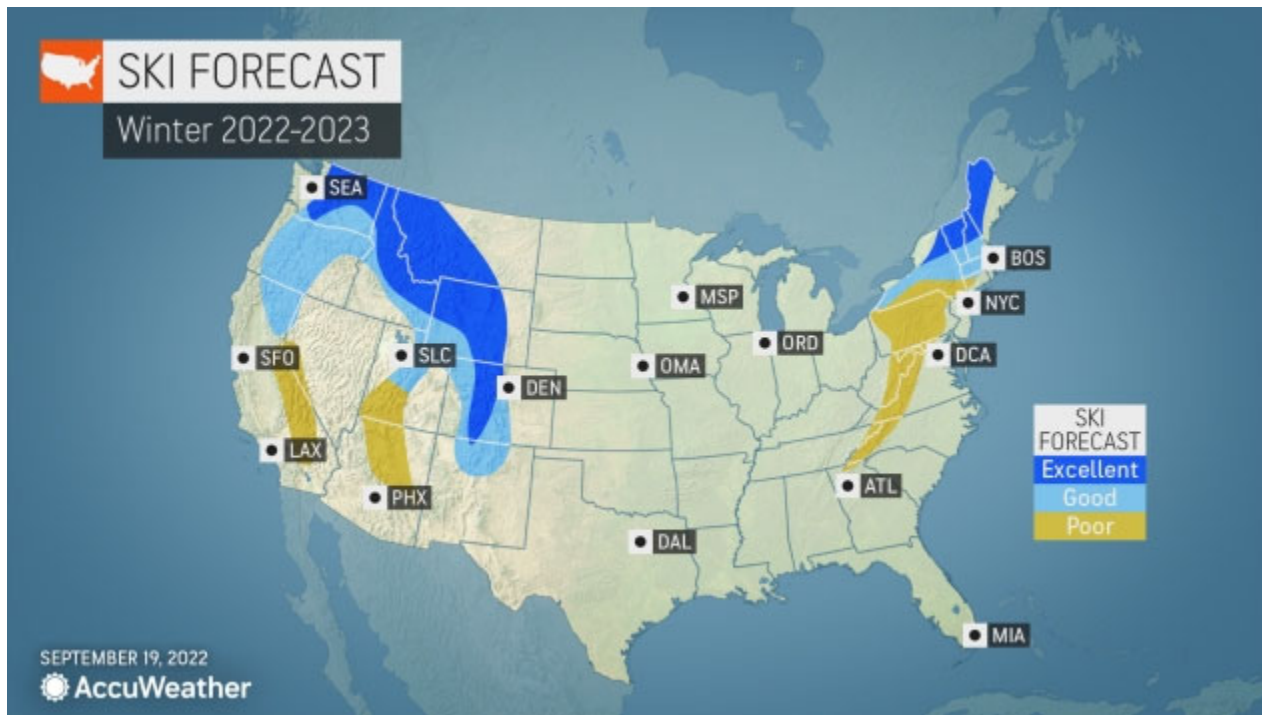 SKI FORECAST
Winter 2022-2023
SEA
BOS
MSP
NYC
ORD
SFO
SLC
DCA
OMA
DEN
LAX
PHX
ATL
DAL
MIA
SKI
FORECAST
Excellent
Good
Poor
SEPTEMBER 19, 2022
AccuWeather